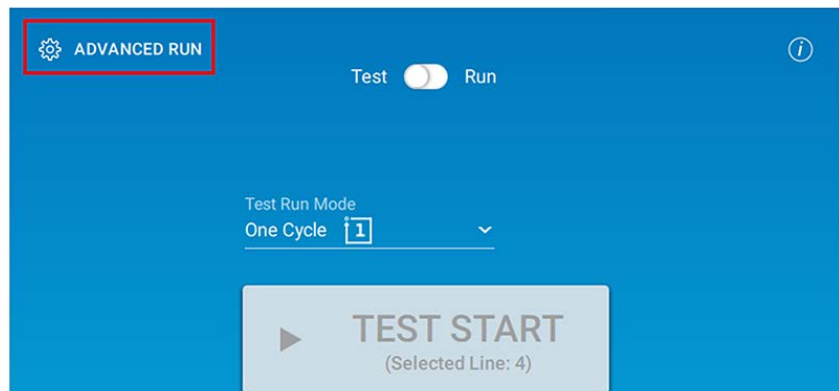 ADVANCED RUN
Test Run
Test Run Mode
One Cycle 1
TEST START
(Selected Line: 4)